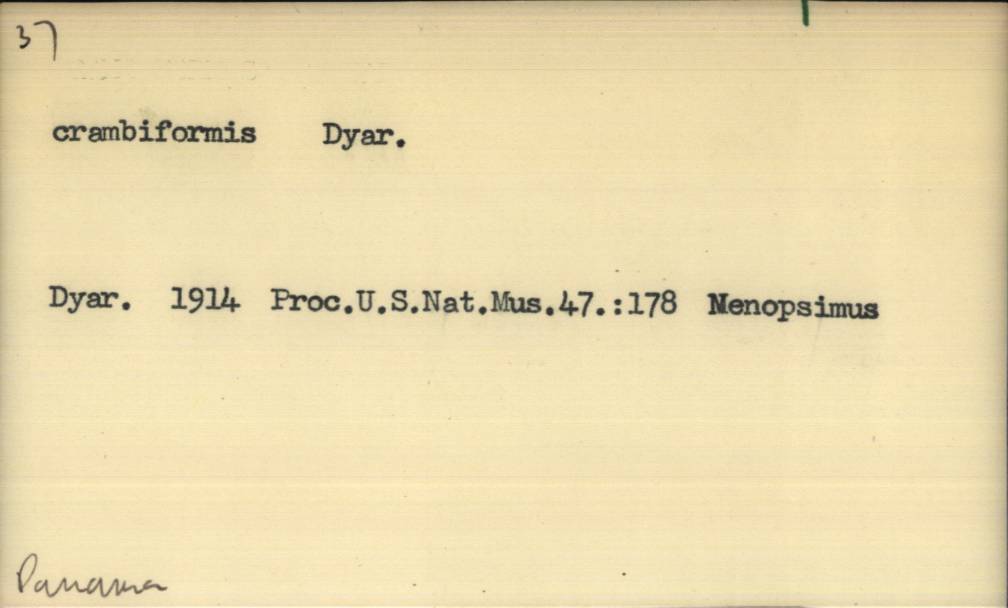 37
crambiformis Dyar.
Dyar. 1914 Proc.U.S.Nat.Mus.47.:178 Menopsimus
Panama